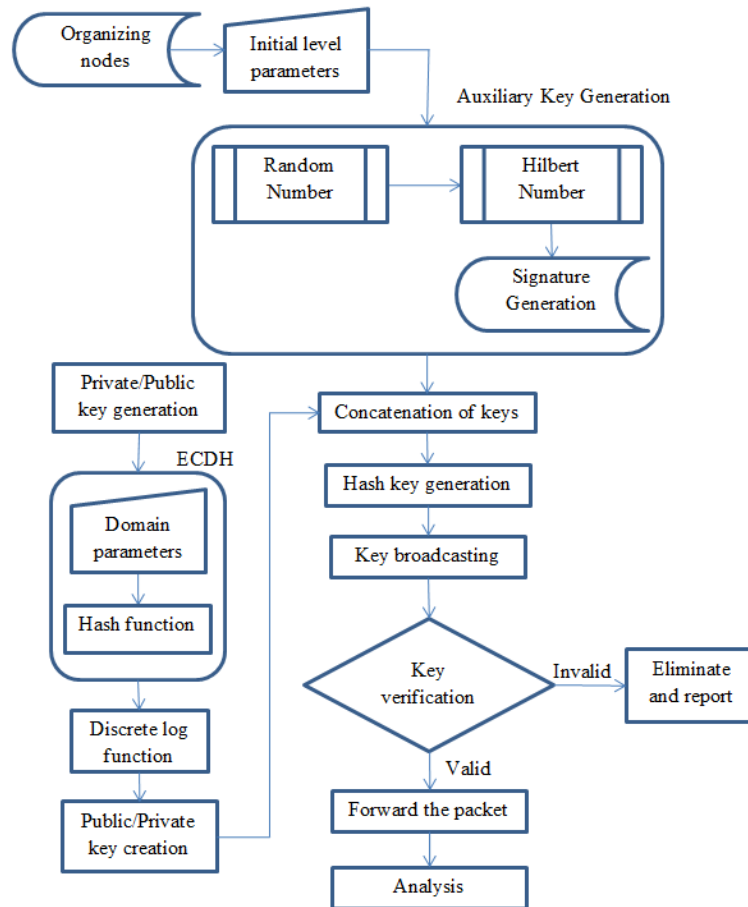 Organizing
nodes
Initial level
parameters
Auxiliary Key Generation
Random
Number
Hilbert
Number
Signature
Generation
Private/Public
key generation
ECDH
Domain
parameters
Hash function
Discrete log
function
Public/Private
key creation
Concatenation of keys
Hash key generation
Key broadcasting
Key
verification
Invalid
Eliminate
and report
Valid
Forward the packet
Analysis